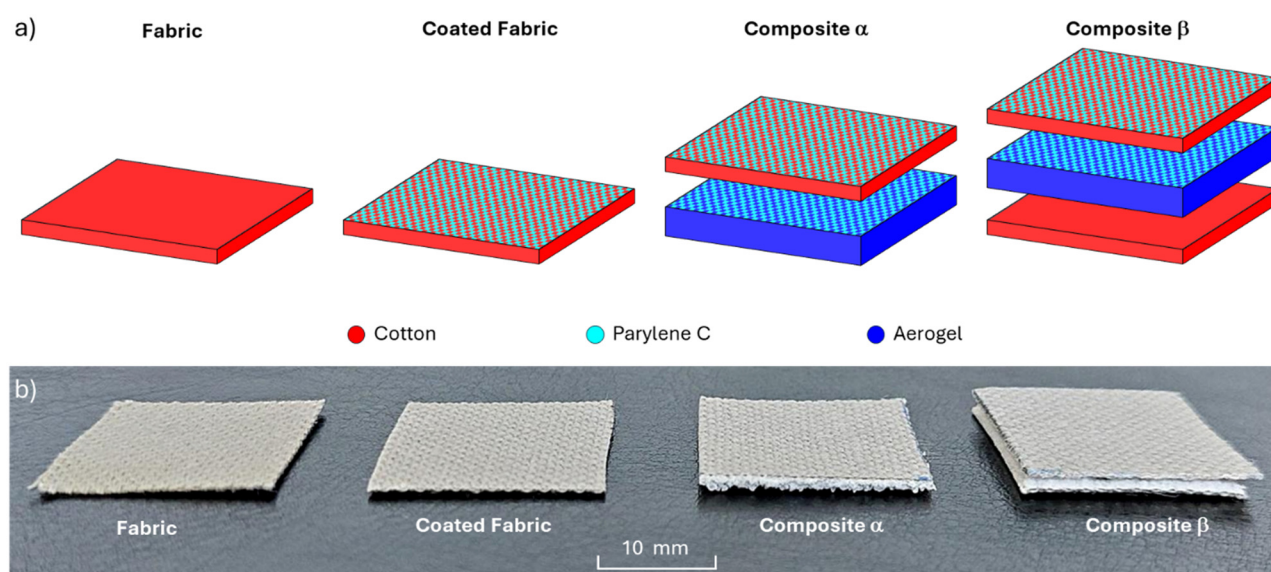 a)
Fabric
Coated Fabric
Composite α
Composite β
Cotton
Parylene C
Aerogel
b)
Fabric
Coated Fabric
Composite α
Composite β
10 mm